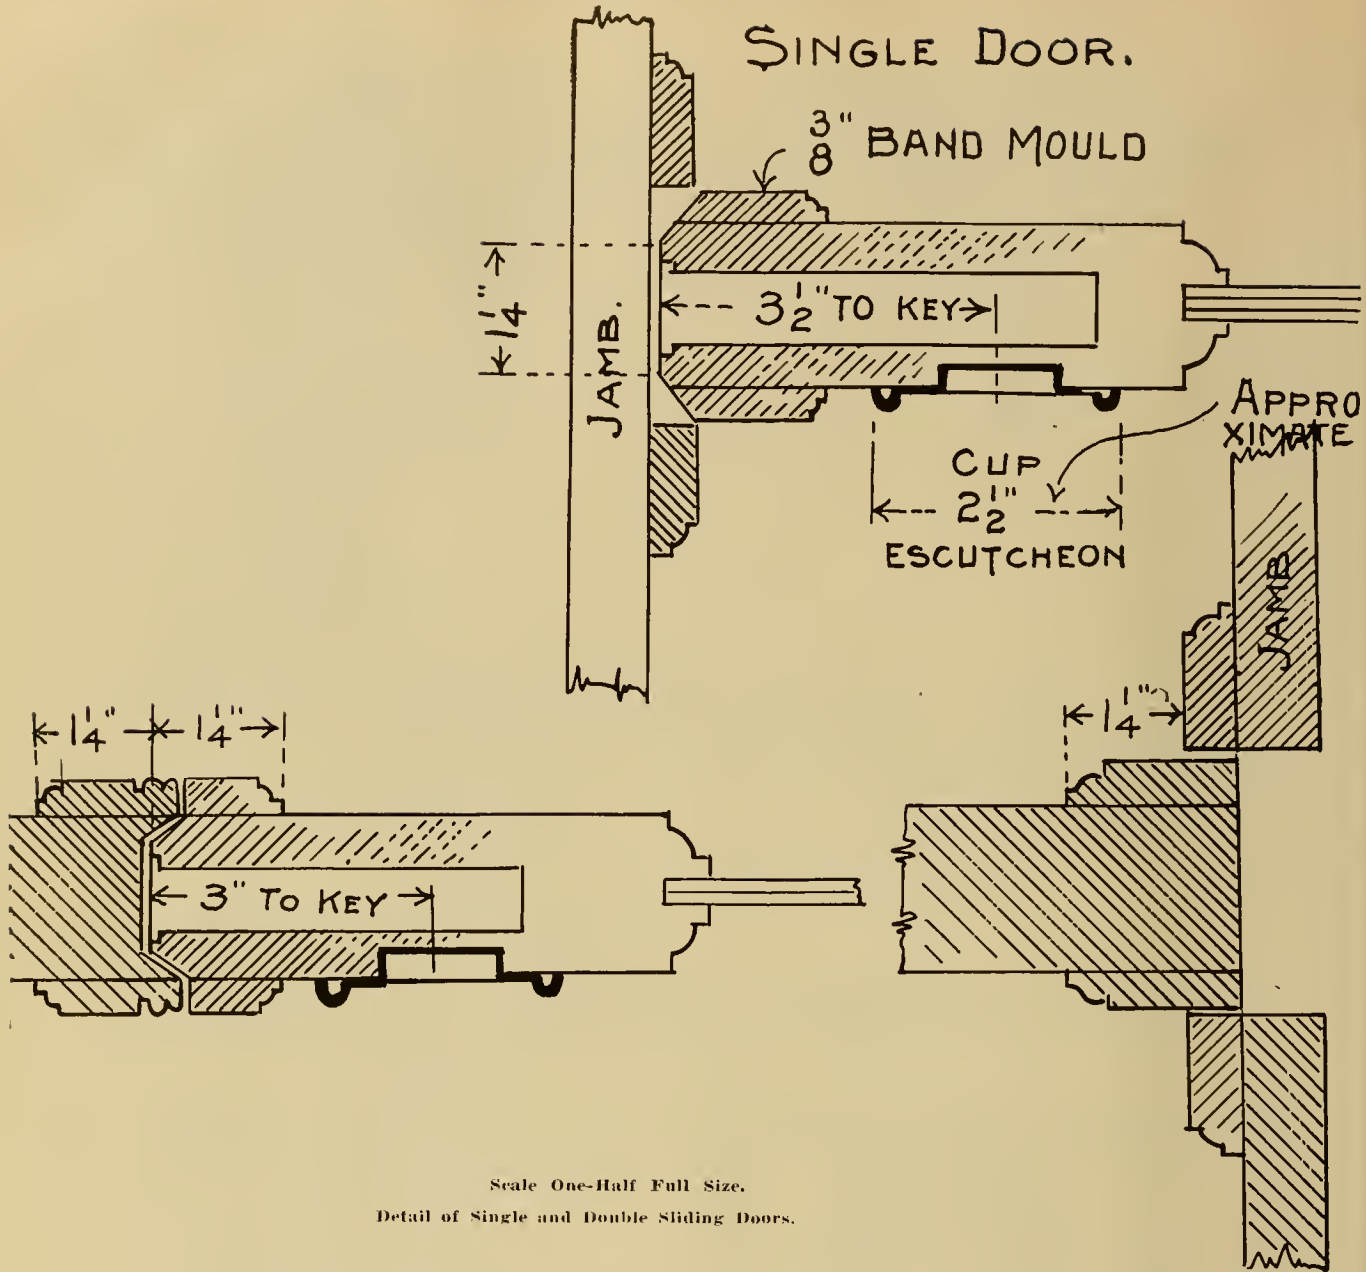 SINGLE DOOR.
3/8" BAND MOULD
1 1/4"
JAMB.
3 1/2" TO KEY
APPRO
XIMATE
CUP
2 1/2"
ESCUTCHEON
JAMB
1 1/4" 1 1/4"
1 1/4"
3" TO KEY
Scale One-Half Full Size.
Detail of Single and Double Sliding Doors.